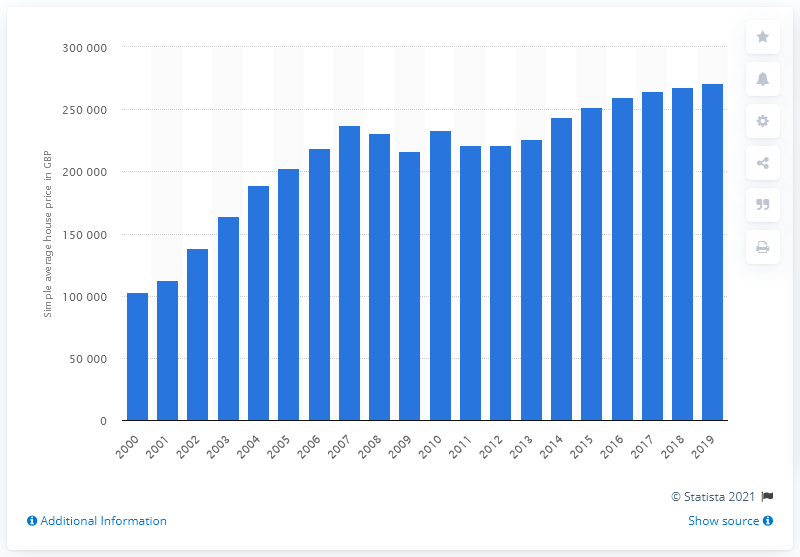 300 000
250 000
200 000
150 000
100 000
50 000
0
Simple average house price in GBP
2000 2001 2002 2003 2004 2005 2006 2007 2008 2009 2010 2011 2012 2013 2014 2015 2016 2017 2018 2019
© Statista 2021
Additional Information
Show source